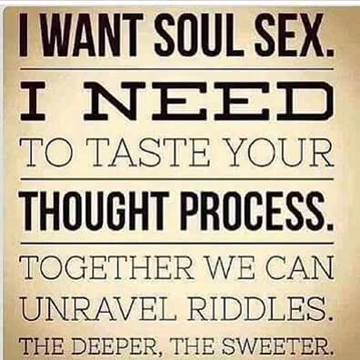 I WANT SOUL SEX.
I NEED
TO TASTE YOUR
THOUGHT PROCESS.
TOGETHER WE CAN
UNRAVEL RIDDLES.
THE DEEPER, THE SWEETER.